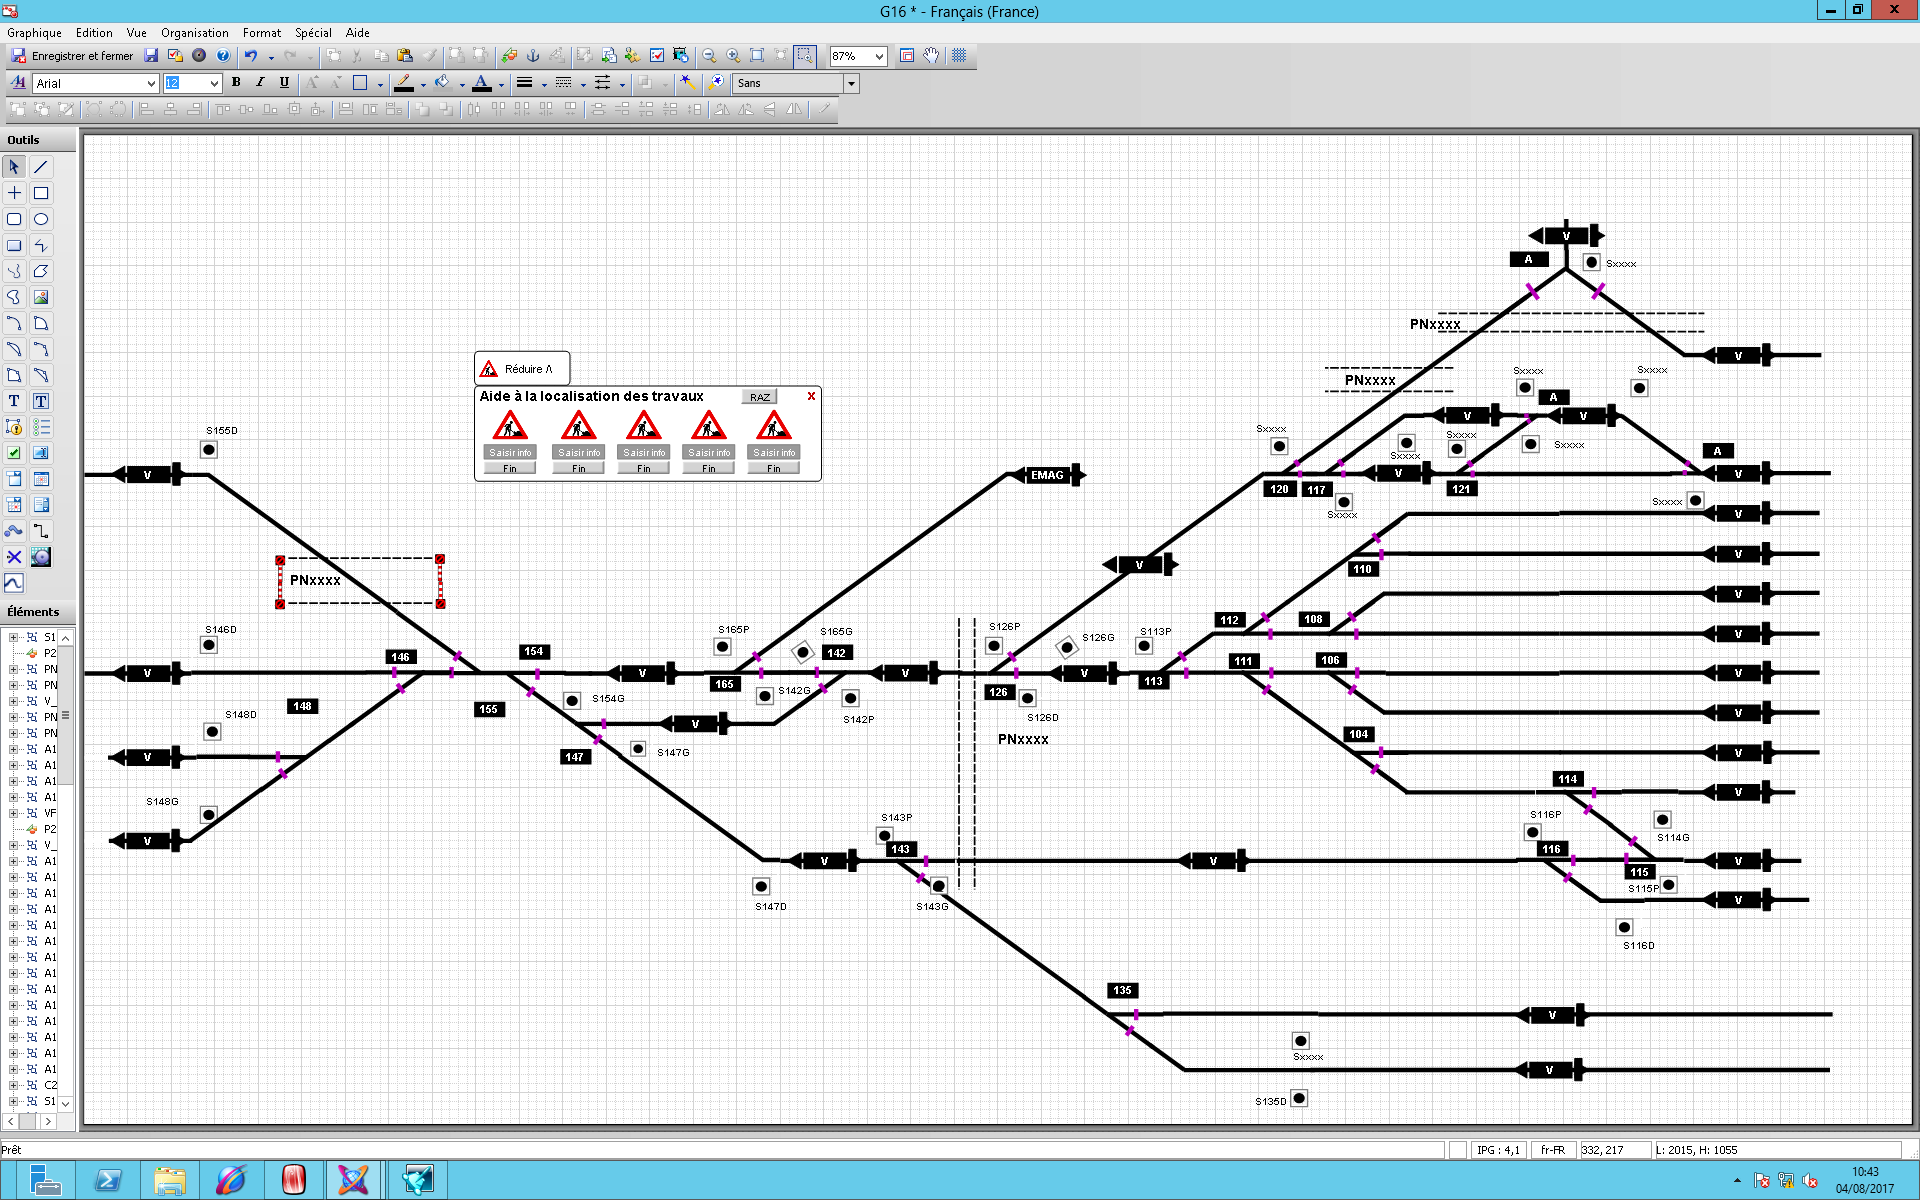 G16 * - Français (France)
Graphique Edition Vue Organisation Format Spécial Aide
Enregistrer et fermer 87%
Arial 12 B I U A Sans
Outils
T T
Éléments
S1
P2
PN
PN
V_
PN
PN
A1
A1
A1
A1
VF
P2
V_
A1
A1
A1
A1
A1
A1
A1
A1
A1
A1
A1
A1
A1
A1
C2
S1
V
A Sxxxx
PNxxxx
V
PNxxxx
Réduire Λ
Aide à la localisation des travaux RAZ X
Saisir info Saisir info Saisir info Saisir info Saisir info
Fin Fin Fin Fin Fin
Sxxxx Sxxxx
A
V V
Sxxxx Sxxxx Sxxxx Sxxxx
S155D
A
V EMAG V V
120 117 121
Sxxxx Sxxxx
V
V
V
110
PNxxxx
V
112 108
S146D S165P S165G S126P S126G S113P
V
146 154 142 111 106
V V V V V
165 126 113
148 155 S154G S142G S142P S126D
V
S148D V
147 S147G PNxxxx 104
V V
114
V
S148G S143P S116P
V 143 S114G
116
V V V
115
S115P
S147D S143G V
S116D
135
V
Sxxxx
V
S135D
Prêt IPG : 4,1 fr-FR 332, 217 L: 2015, H: 1055
10:43
04/08/2017